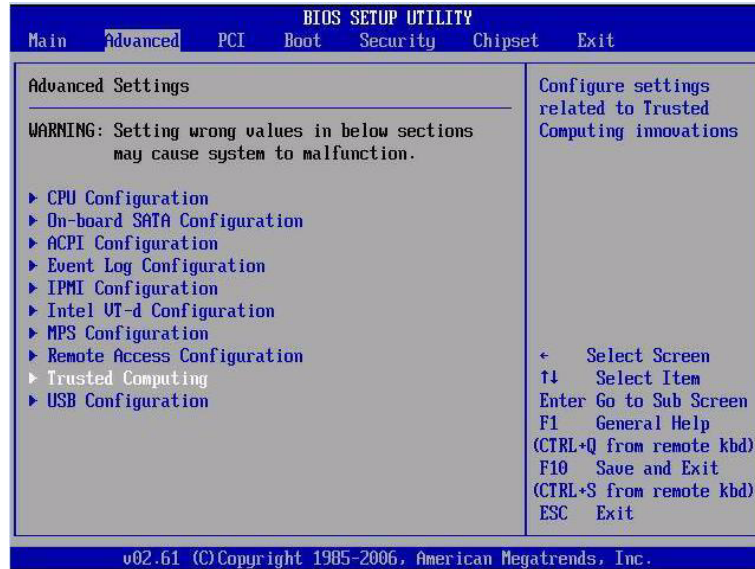 BIOS SETUP UTILITY
Main Advanced PCI Boot Security Chipset Exit
Advanced Settings
WARNING: Setting wrong values in below sections
may cause system to malfunction.
▶ CPU Configuration
▶ On-board SATA Configuration
▶ ACPI Configuration
▶ Event Log Configuration
▶ IPMI Configuration
▶ Intel VT-d Configuration
▶ MPS Configuration
▶ Remote Access Configuration
▶ Trusted Computing
▶ USB Configuration
Configure settings
related to Trusted
Computing innovations
← Select Screen
↑↓ Select Item
Enter Go to Sub Screen
F1 General Help
(CTRL+Q from remote kbd)
F10 Save and Exit
(CTRL+S from remote kbd)
ESC Exit
v02.61 (C)Copyright 1985-2006, American Megatrends, Inc.